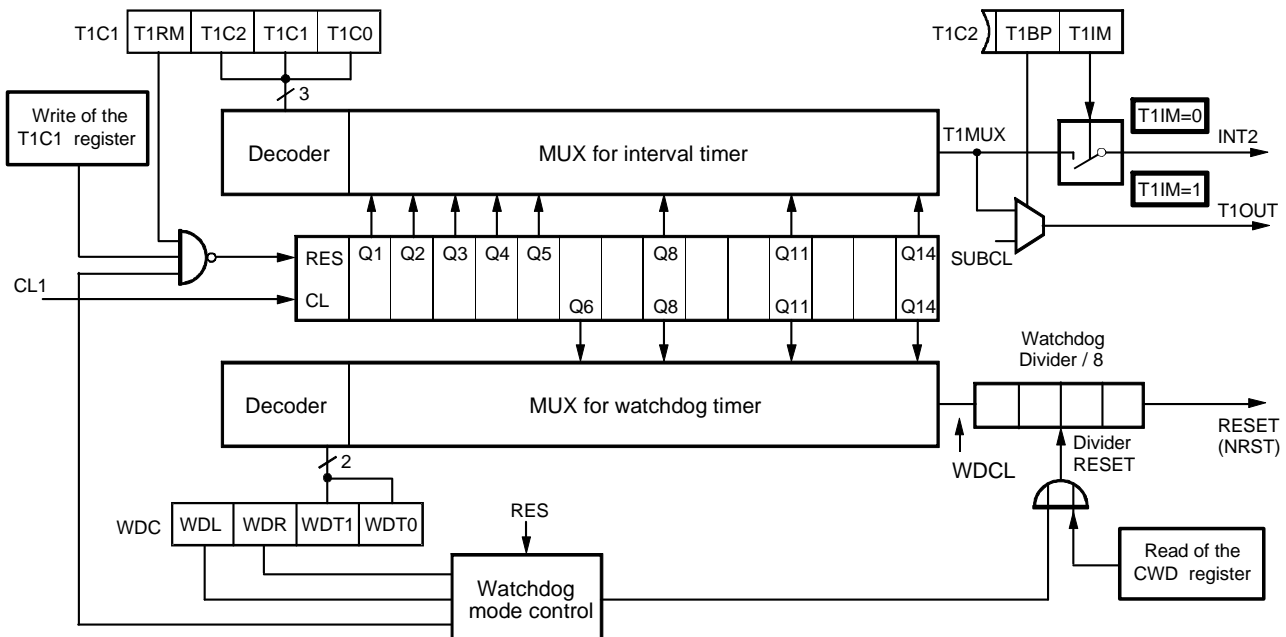 T1C1 T1RM T1C2 T1C1 T1C0
T1C2 T1BP T1IM
3
Write of the
T1C1 register
Decoder
MUX for interval timer
T1MUX
T1IM=0
INT2
T1IM=1
T1OUT
SUBCL
RES Q1 Q2 Q3 Q4 Q5 Q8 Q11 Q14
CL1
CL Q6 Q8 Q11 Q14
Watchdog
Divider / 8
Decoder
MUX for watchdog timer
RESET
(NRST)
Divider
RESET
WDCL
2
WDC WDL WDR WDT1 WDT0
RES
Watchdog
mode control
Read of the
CWD register